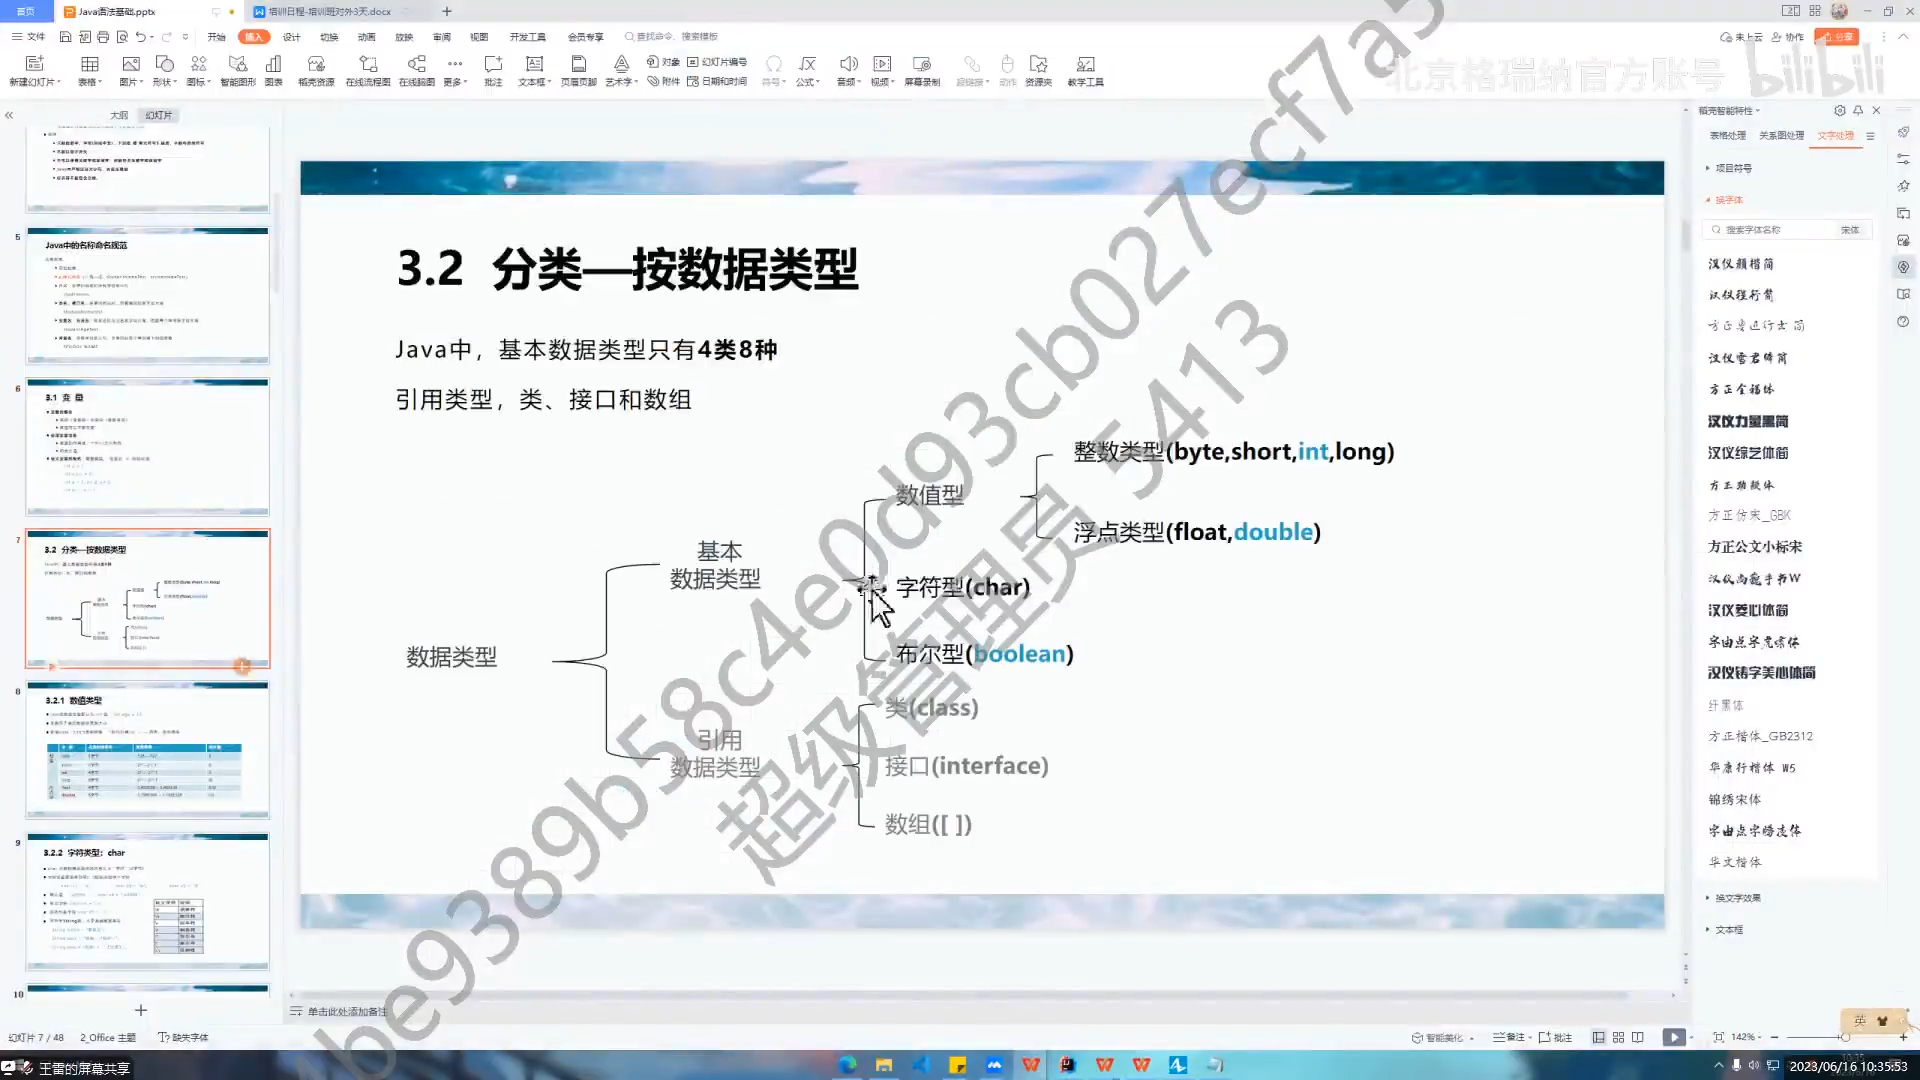 首页
Java语法基础.pptx
培训日程-培训班对外3天.docx
文件
开始
插入
设计
切换
动画
放映
审阅
视图
开发工具
会员专享
查找命令、搜索模板
未上云
协作
分享
新建幻灯片
表格
图片
形状
图标
智能图形
图表
稻壳资源
在线流程图
在线脑图
更多
批注
文本框
页眉页脚
艺术字
对象
附件
幻灯片编号
日期和时间
符号
公式
音频
视频
屏幕录制
超链接
动作
资源夹
教学工具
北京格瑞纳官方账号
bilibili
大纲
幻灯片
5
Java中的名称命名规范
6
3.1 变 量
7
3.2 分类—按数据类型
8
3.2.1 数值类型
9
3.2.2 字符类型：char
10
3.2 分类—按数据类型
Java中，基本数据类型只有4类8种
引用类型，类、接口和数组
数据类型
基本
数据类型
数值型
整数类型(byte,short,int,long)
浮点类型(float,double)
字符型(char)
布尔型(boolean)
引用
数据类型
类(class)
接口(interface)
数组([ ])
4be9389b58c4e0d93cb027ecf7a5
超级管理员 5413
稻壳智能特性
表格处理
关系图处理
文字处理
项目符号
换字体
搜索字体名称
宋体
汉仪颜楷简
汉仪程行简
方正鲁迅行书 简
汉仪雪君体简
方正全福体
汉仪力量黑简
汉仪综艺体简
方正劲颜体
方正仿宋_GBK
方正公文小标宋
汉仪尚巍手书W
汉仪菱心体简
字由点字虎啸体
汉仪铸字美心体简
纤黑体
方正楷体_GB2312
华康行楷体 W5
锦绣宋体
华文楷体
换文字效果
文本框
单击此处添加备注
幻灯片 7 / 48
2_Office 主题
缺失字体
智能美化
备注
批注
142%
英
王雷的屏幕共享
2023/06/16 10:35:53